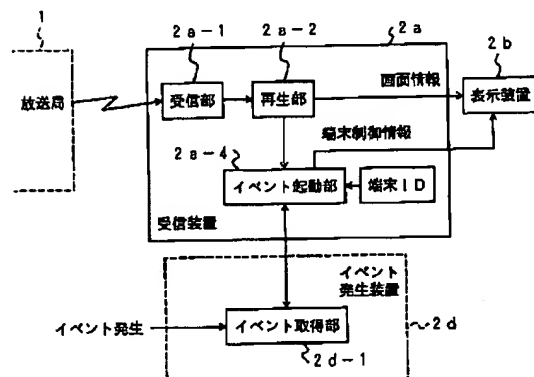 1
2a-1
2a-2
2a
2b
放送局
受信部
再生部
画面情報
表示装置
端末制御情報
2a-4
イベント起動部
端末ID
受信装置
イベント
発生装置
イベント発生
イベント取得部
2d
2d-1